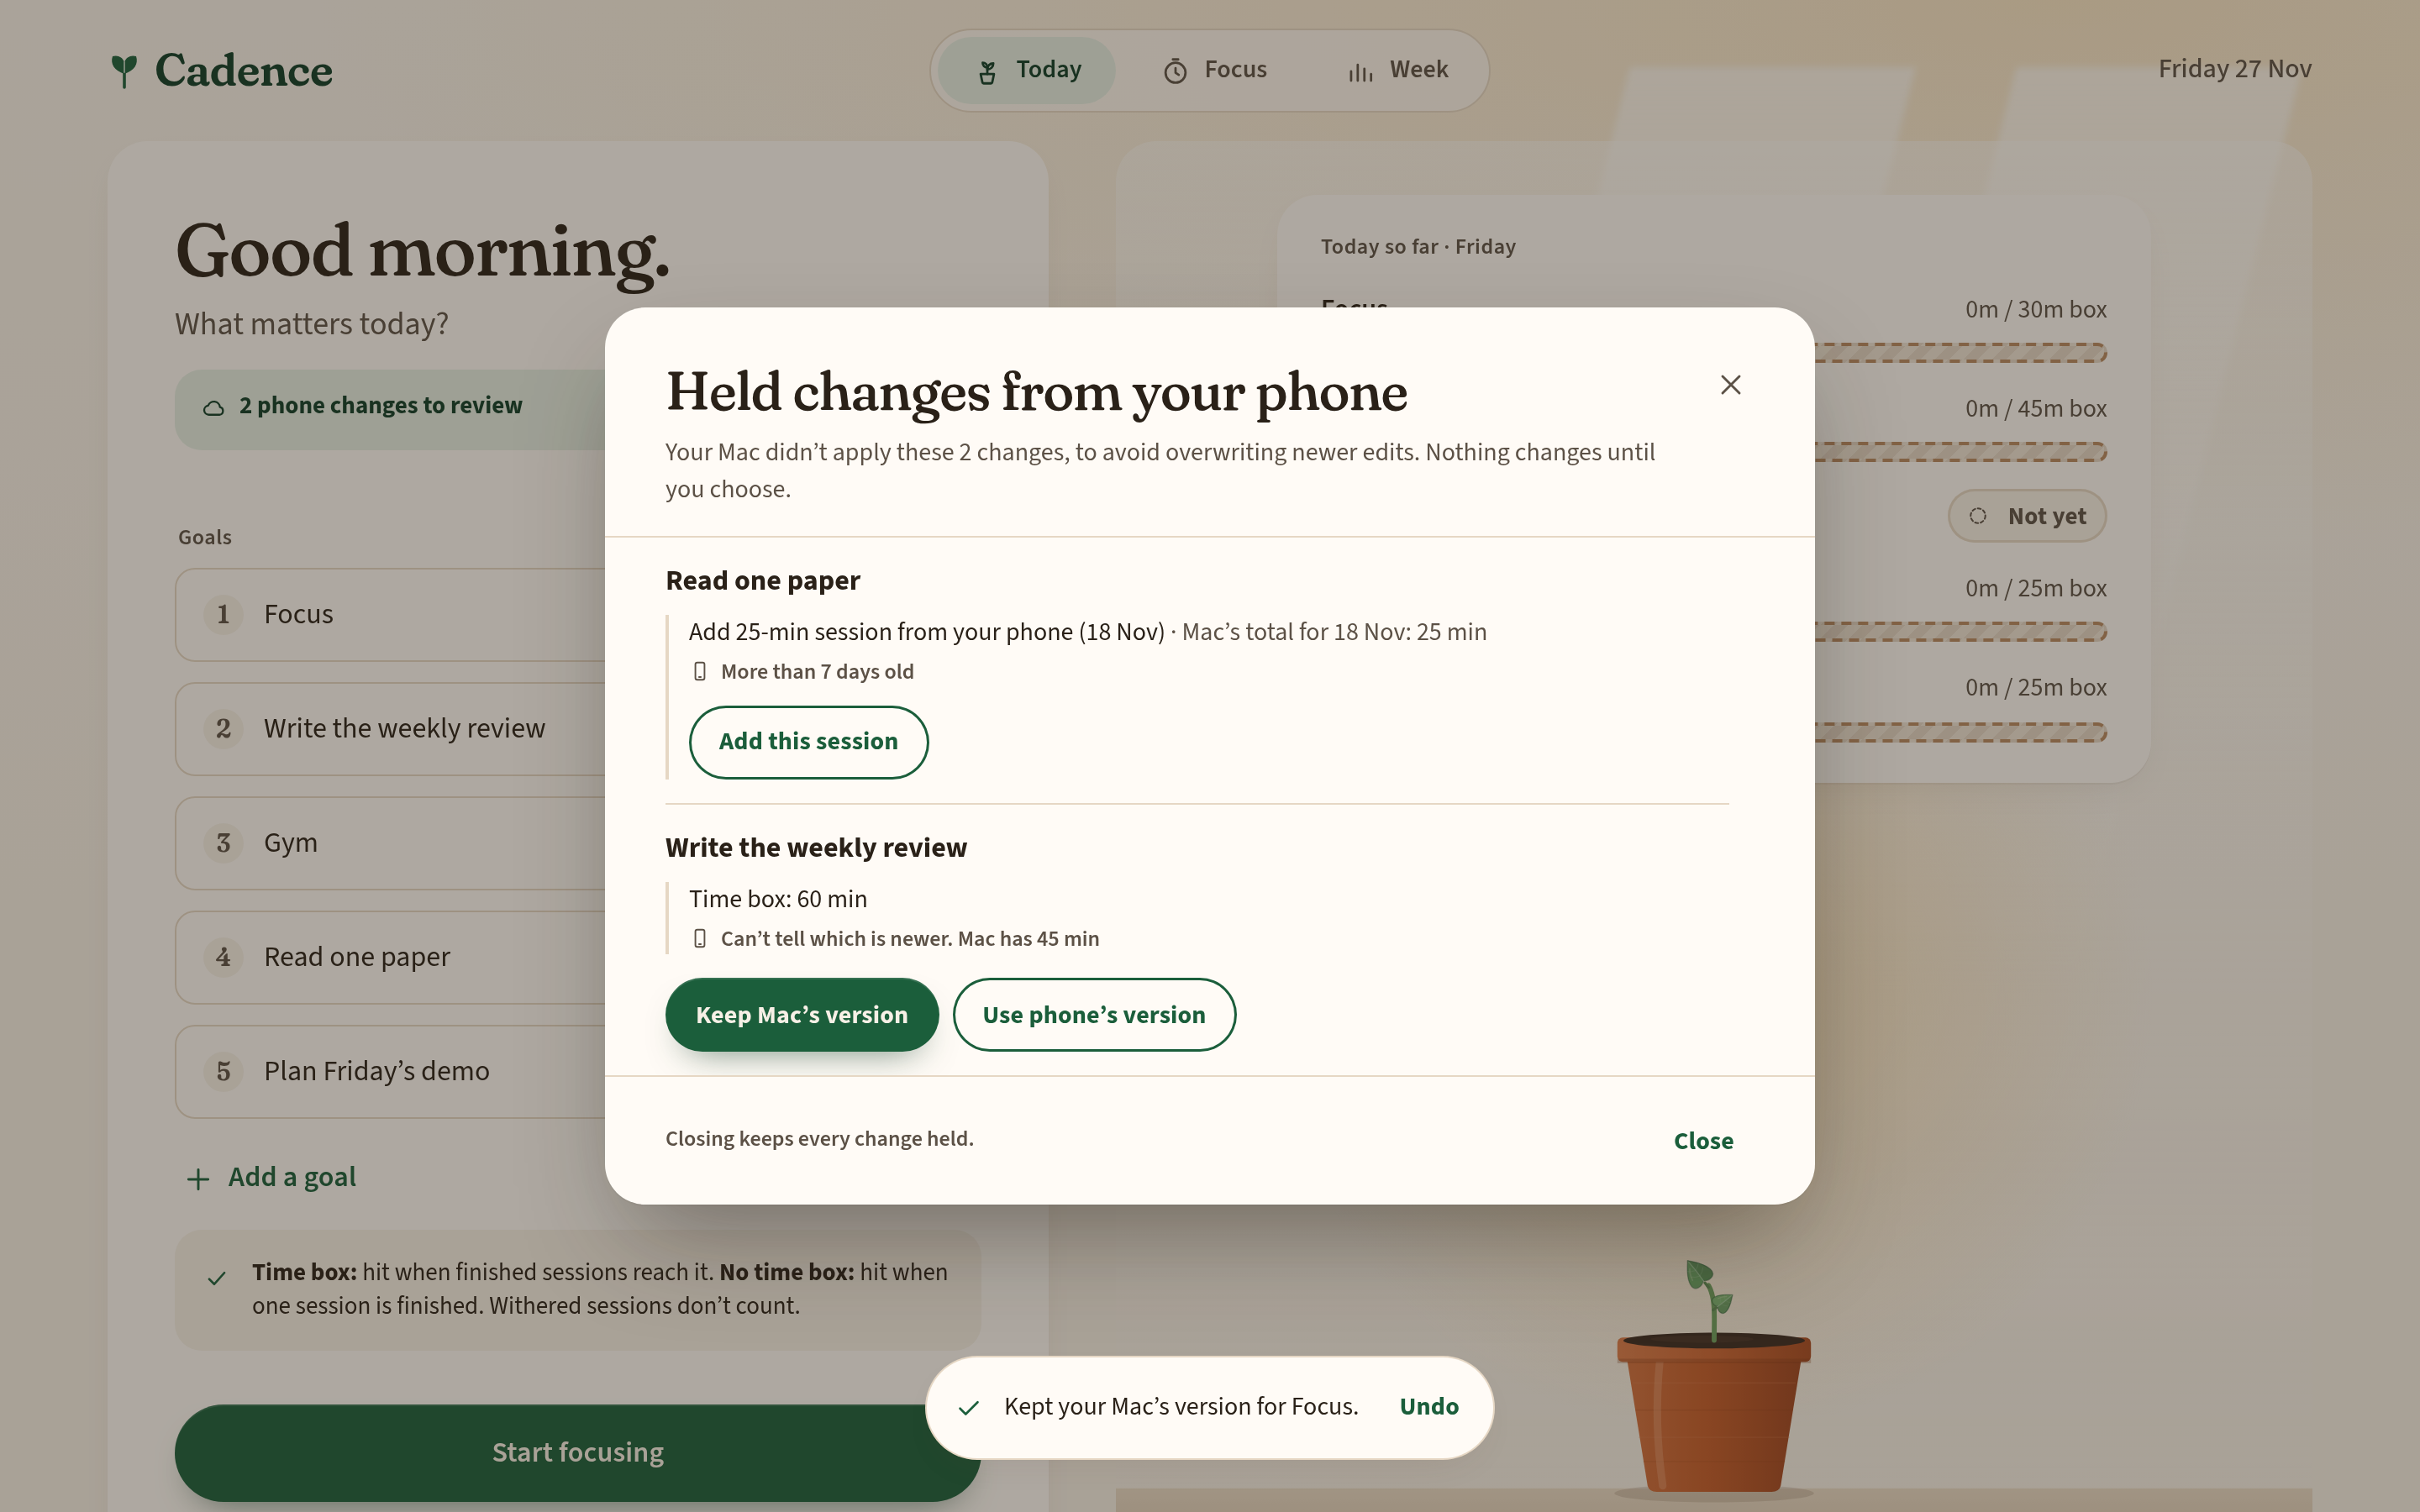 Cadence
Today
Focus
Week
Friday 27 Nov
Good morning.
What matters today?
2 phone changes to review
Goals
1 Focus
2 Write the weekly review
3 Gym
4 Read one paper
5 Plan Friday’s demo
Add a goal
Time box: hit when finished sessions reach it. No time box: hit when
one session is finished. Withered sessions don’t count.
Start focusing
Today so far · Friday
Focus
0m / 30m box
0m / 45m box
Not yet
0m / 25m box
0m / 25m box
Held changes from your phone
Your Mac didn’t apply these 2 changes, to avoid overwriting newer edits. Nothing changes until
you choose.
Read one paper
Add 25-min session from your phone (18 Nov) · Mac’s total for 18 Nov: 25 min
More than 7 days old
Add this session
Write the weekly review
Time box: 60 min
Can’t tell which is newer. Mac has 45 min
Keep Mac’s version
Use phone’s version
Closing keeps every change held.
Close
Kept your Mac’s version for Focus.
Undo